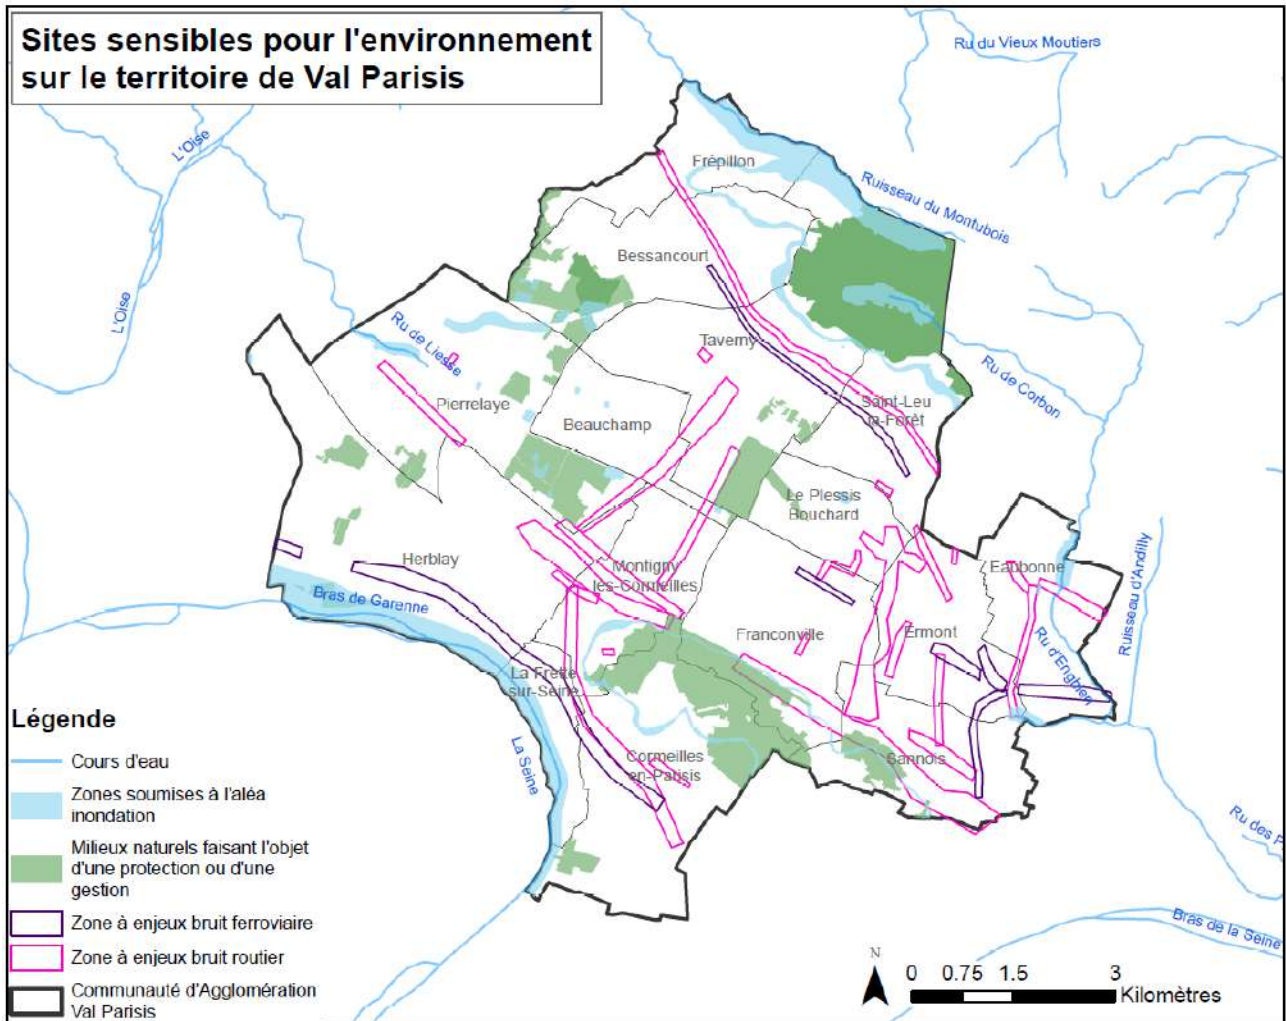 Sites sensibles pour l'environnement
sur le territoire de Val Parisis
Ru du Vieux Moutiers
L'Oise
Frépillon
Ruisseau du Montubois
Bessancourt
L'Oise
Ru de Liesse
Taverny
Ru de Corbon
Pierrelaye
Saint-Leu
la-Forêt
Beauchamp
Le Plessis
Bouchard
Herblay
Montigny
les-Cormeilles
Eaubonne
Ruisseau d'Andilly
Bras de Garenne
Franconville
Ermont
Ru d'Enghien
La Frette
sur-Seine
La Seine
Cormeilles
en-Parisis
Sannois
Ru des
Bras de la Seine
Légende
Cours d'eau
Zones soumises à l'aléa
inondation
Milieux naturels faisant l'objet
d'une protection ou d'une
gestion
Zone à enjeux bruit ferroviaire
Zone à enjeux bruit routier
Communauté d'Agglomération
Val Parisis
N
0 0.75 1.5 3
Kilomètres